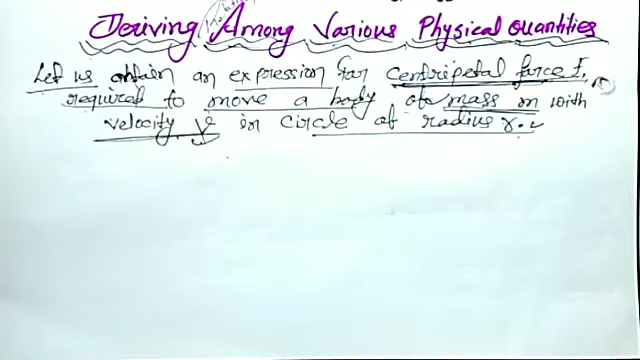 Deriving Among Various Physical Quantities
Let us obtain an expression for centripetal force F,
required to move a body of mass m with
velocity v in circle of radius r.